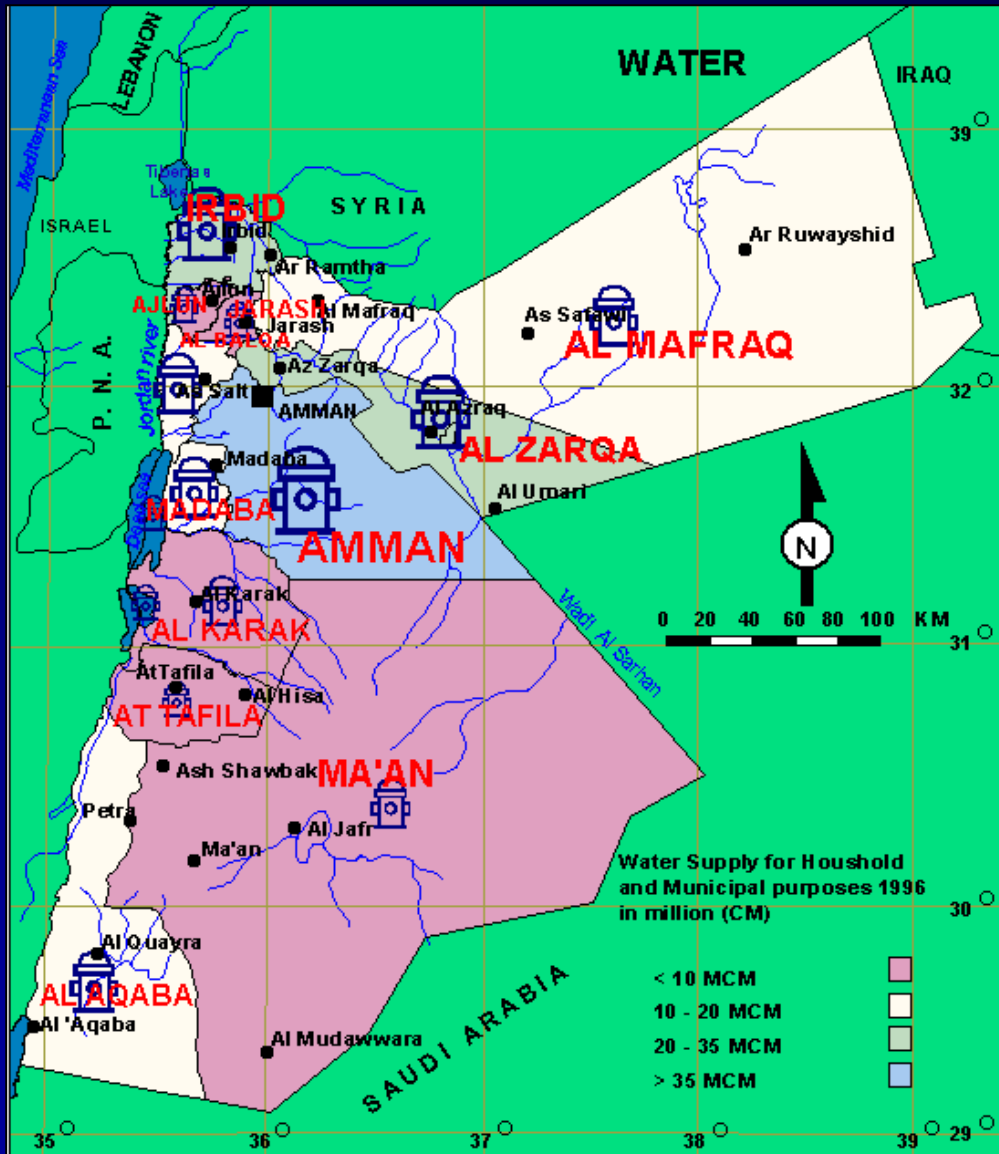 WATER
LEBANON
IRAQ
Mediterranean Sea
39
Tiberias
Lake
IRBID
SYRIA
ISRAEL
Ar Ramtha
Ar Ruwayshid
Ajlun
AJLUN
JARASH
Al Mafraq
Jarash
AL BALQA
As Safawi
AL MAFRAQ
P. N. A.
Jordan river
Az Zarqa
32
As Salt
AMMAN
Al Azraq
AL ZARQA
Madaba
MADABA
Al Umari
Dead sea
AMMAN
N
Al Karak
AL KARAK
Wadi Al Sarhan
0 20 40 60 80 100 KM
31
At Tafila
Al Hisa
AT TAFILA
Ash Shawbak
MA'AN
Petra
Al Jafr
Ma'an
Water Supply for Houshold
and Municipal purposes 1996
in million (CM)
30
Al Quayra
AL AQABA
Al 'Aqaba
Al Mudawwara
SAUDI ARABIA
< 10 MCM
10 - 20 MCM
20 - 35 MCM
> 35 MCM
35 36 37 38 39 29